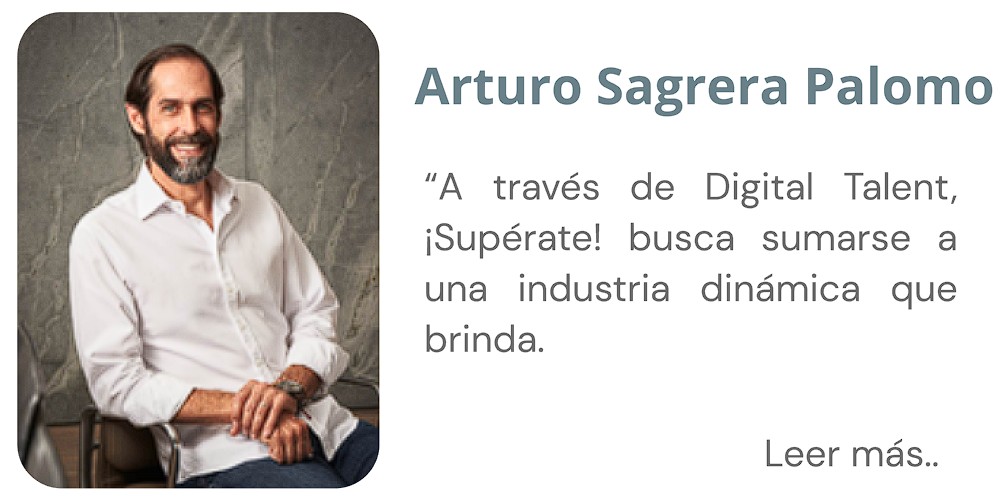 Arturo Sagrera Palomo
“A través de Digital Talent,
¡Supérate! busca sumarse a
una industria dinámica que
brinda.
Leer más..